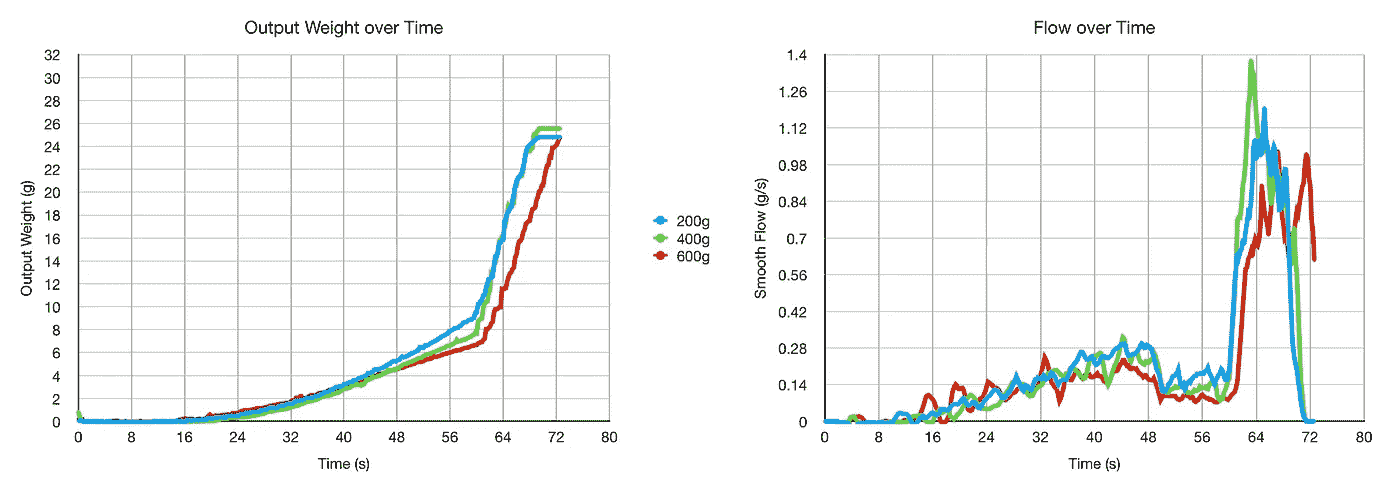 Output Weight over Time
Output Weight (g)
32
30
28
26
24
22
20
18
16
14
12
10
8
6
4
2
0
0 8 16 24 32 40 48 56 64 72 80
Time (s)
200g
400g
600g
Flow over Time
Smooth Flow (g/s)
1.4
1.26
1.12
0.98
0.84
0.7
0.56
0.42
0.28
0.14
0
0 8 16 24 32 40 48 56 64 72 80
Time (s)